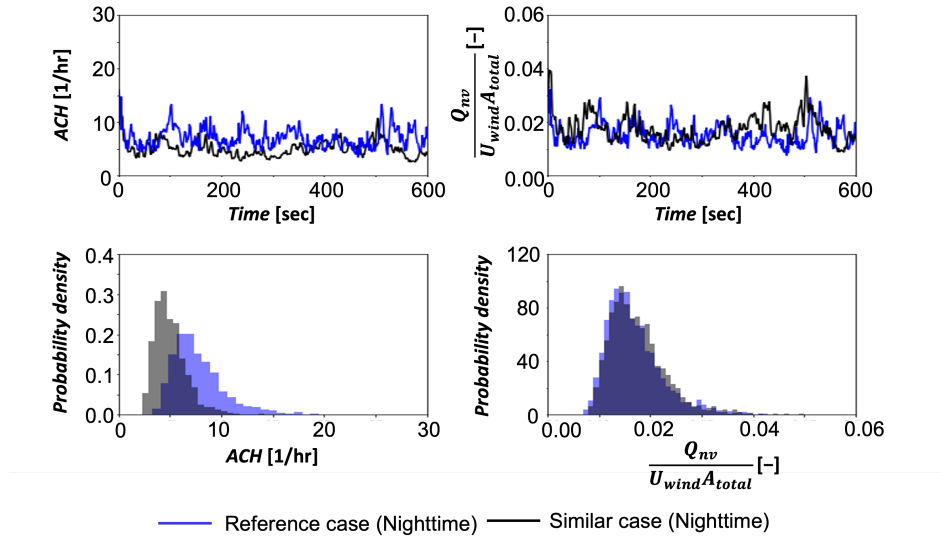 30
20
10
0
ACH [1/hr]
0 200 400 600
Time [sec]
0.06
0.04
0.02
0.00
Q_nv / U_wind A_total [−]
0 200 400 600
Time [sec]
0.4
0.3
0.2
0.1
0.0
Probability density
0 10 20 30
ACH [1/hr]
120
80
40
0
Probability density
0.00 0.02 0.04 0.06
Q_nv / U_wind A_total [−]
Reference case (Nighttime) Similar case (Nighttime)